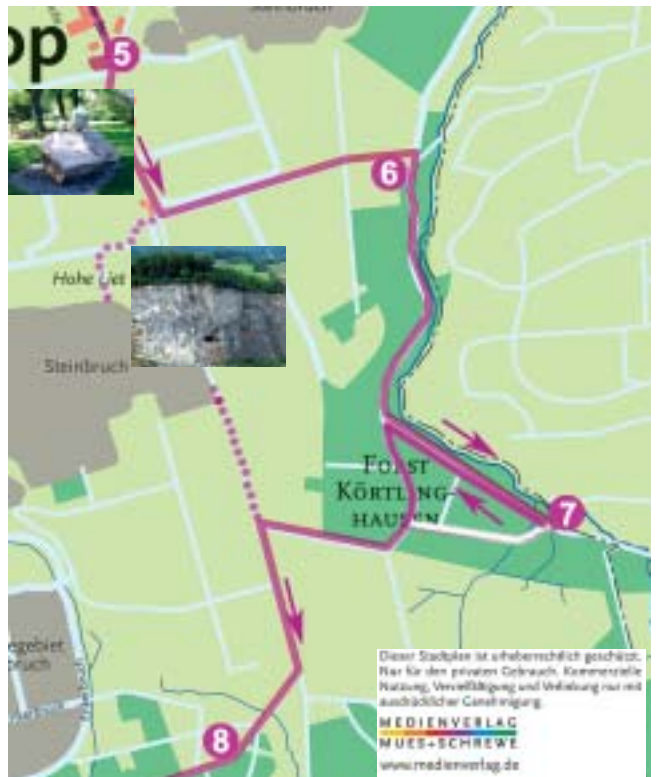 op
5
6
Hohe Liet
Steinbruch
FORST
KÖRTLING-
HAUSEN
7
8
Dieser Stadtplan ist urheberrechtlich geschützt.
Nur für den privaten Gebrauch. Kommerzielle
Nutzung, Vervielfältigung und Verlinkung nur mit
ausdrücklicher Genehmigung.
MEDIENVERLAG
MUES+SCHREWE
www.medienverlag.de